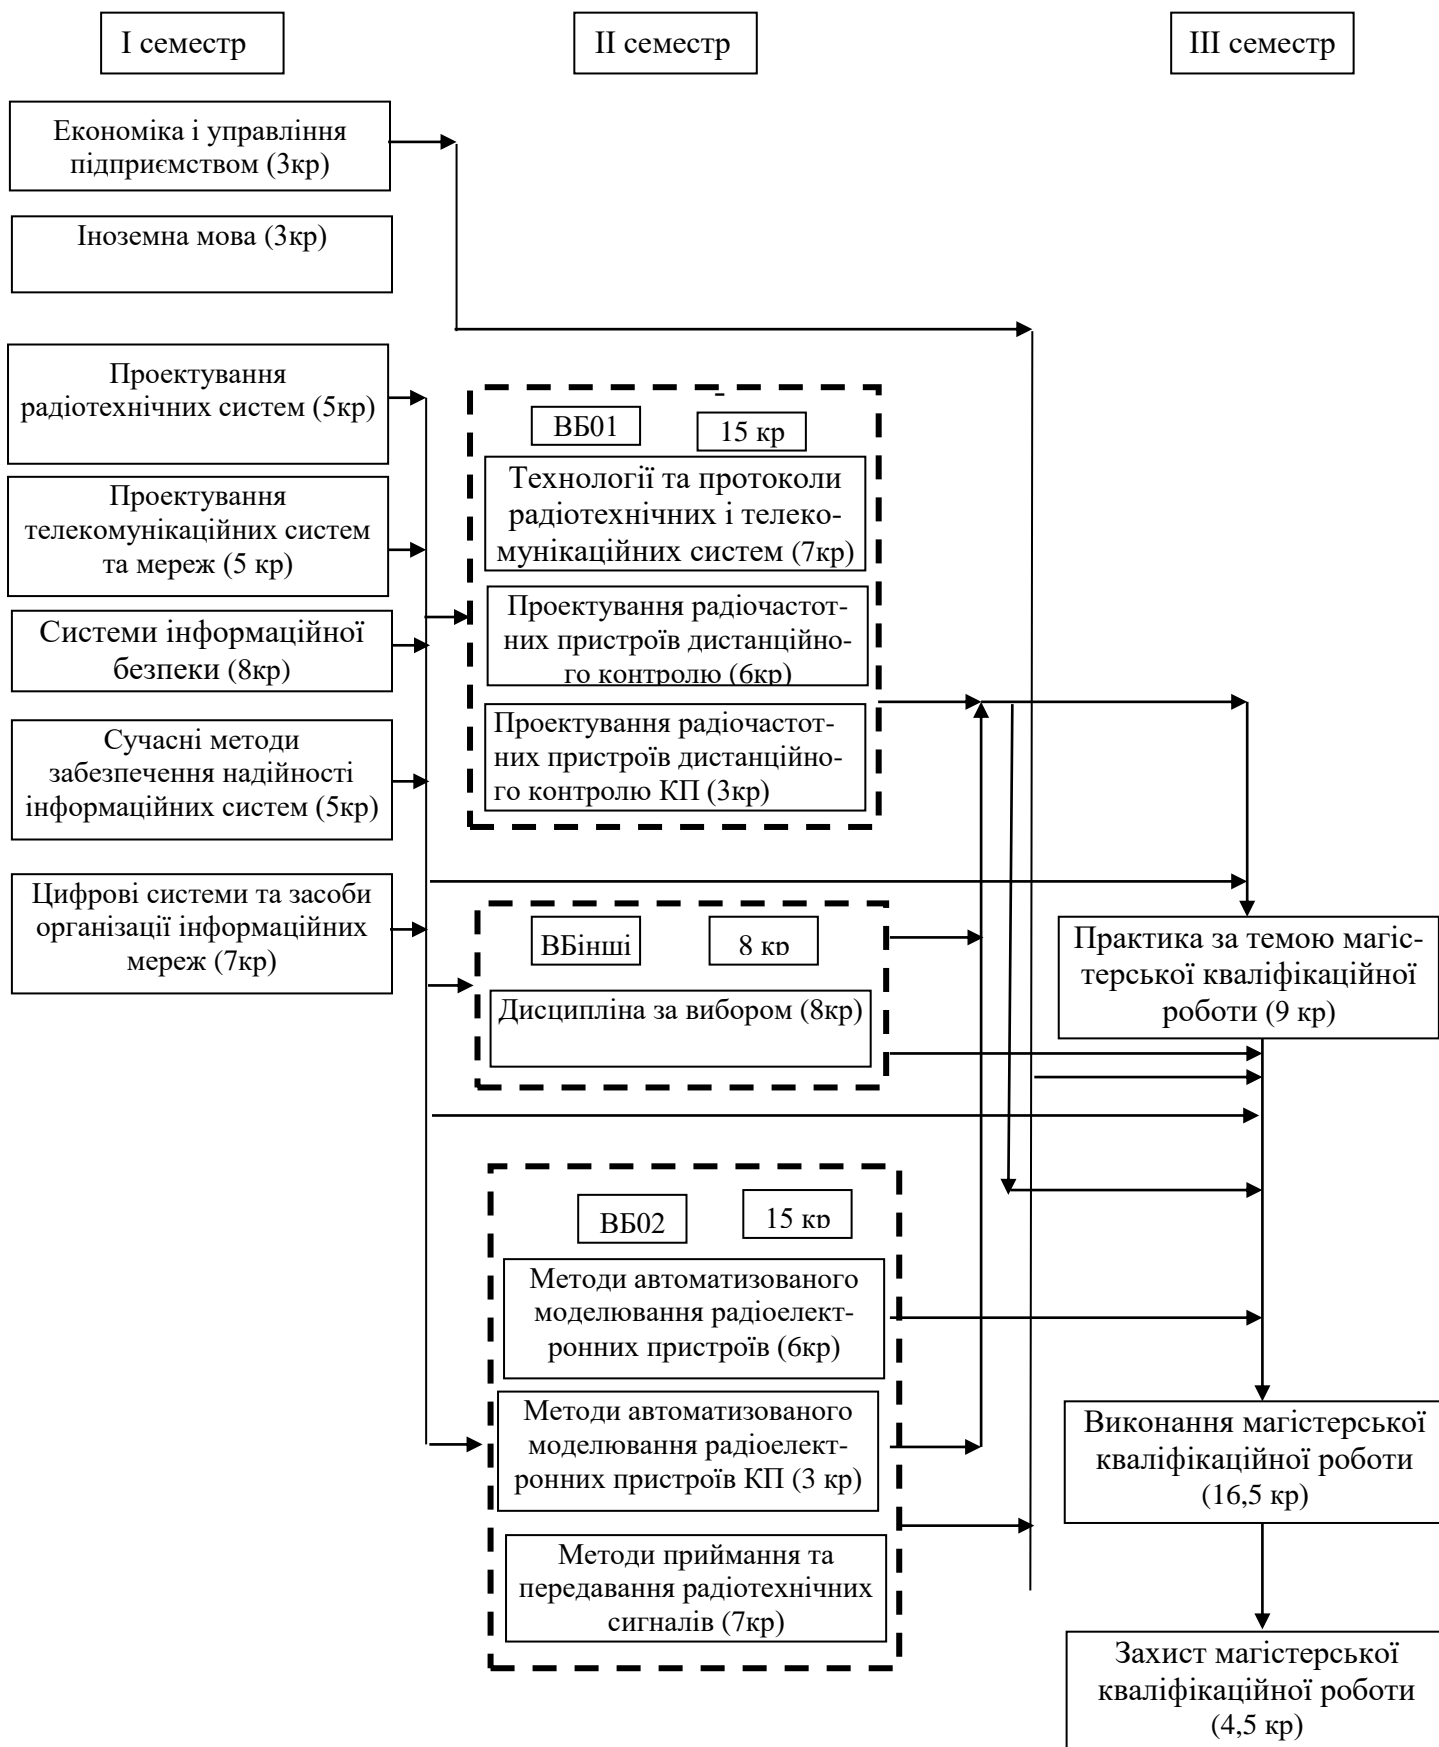 І семестр
ІІ семестр
ІІІ семестр
Економіка і управління
підприємством (3кр)
Іноземна мова (3кр)
Проектування
радіотехнічних систем (5кр)
Проектування
телекомунікаційних систем
та мереж (5 кр)
Системи інформаційної
безпеки (8кр)
Сучасні методи
забезпечення надійності
інформаційних систем (5кр)
Цифрові системи та засоби
організації інформаційних
мереж (7кр)
ВБ01
15 кр
Технології та протоколи
радіотехнічних і телеко-
мунікаційних систем (7кр)
Проектування радіочастот-
них пристроїв дистанційно-
го контролю (6кр)
Проектування радіочастот-
них пристроїв дистанційно-
го контролю КП (3кр)
ВБінші
8 кр
Дисципліна за вибором (8кр)
ВБ02
15 кр
Методи автоматизованого
моделювання радіоелект-
ронних пристроїв (6кр)
Методи автоматизованого
моделювання радіоелект-
ронних пристроїв КП (3 кр)
Методи приймання та
передавання радіотехнічних
сигналів (7кр)
Практика за темою магіс-
терської кваліфікаційної
роботи (9 кр)
Виконання магістерської
кваліфікаційної роботи
(16,5 кр)
Захист магістерської
кваліфікаційної роботи
(4,5 кр)